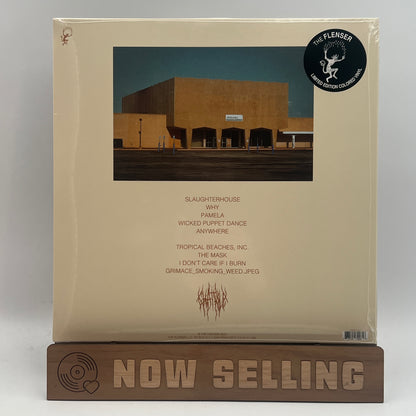 THE FLENSER
LIMITED EDITION COLORED VINYL
SLAUGHTERHOUSE
WHY
PAMELA
WICKED PUPPET DANCE
ANYWHERE
TROPICAL BEACHES, INC.
THE MASK
I DON'T CARE IF I BURN
GRIMACE_SMOKING_WEED.JPEG
NOW SELLING